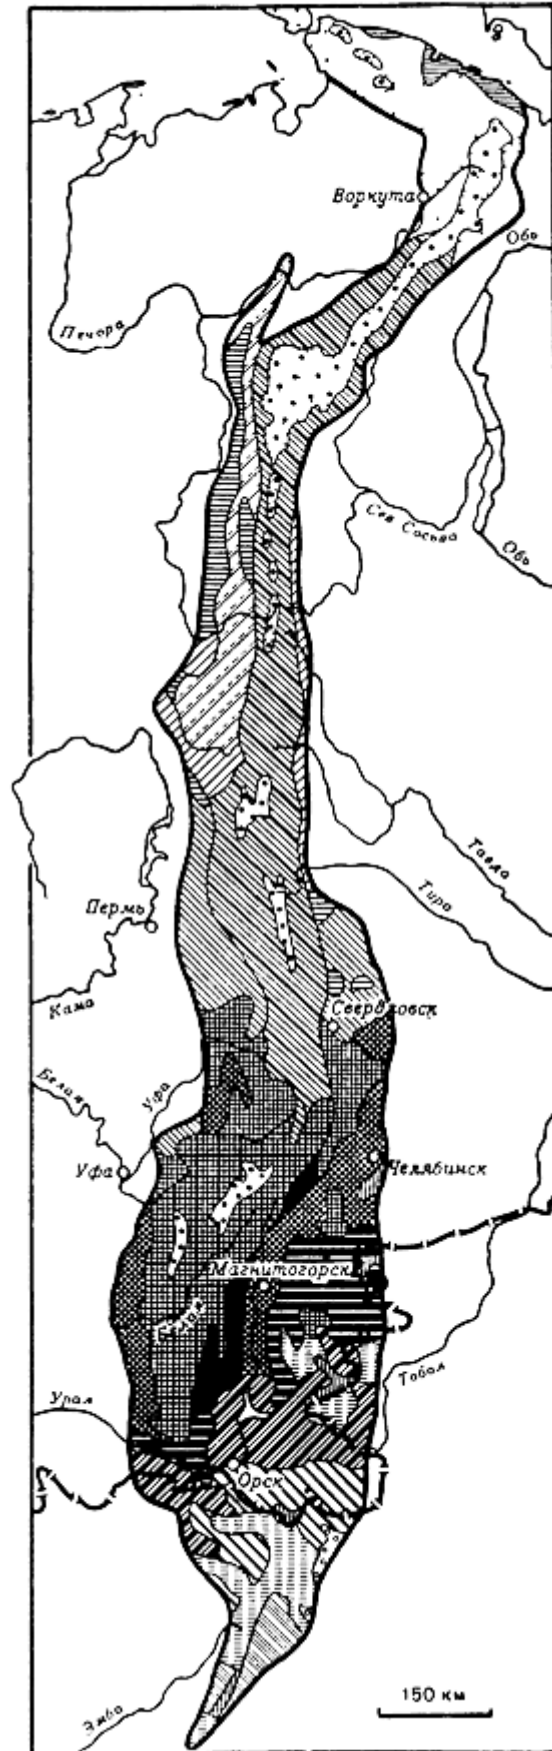 Воркута
Обь
Печора
Сев Сосьва
Обь
Тавда
Тура
Пермь
Кама
Свердловск
Белая
Уфа
Уфа
Челябинск
Магнитогорск
Урал
Тобол
Орск
150 км
Эмба